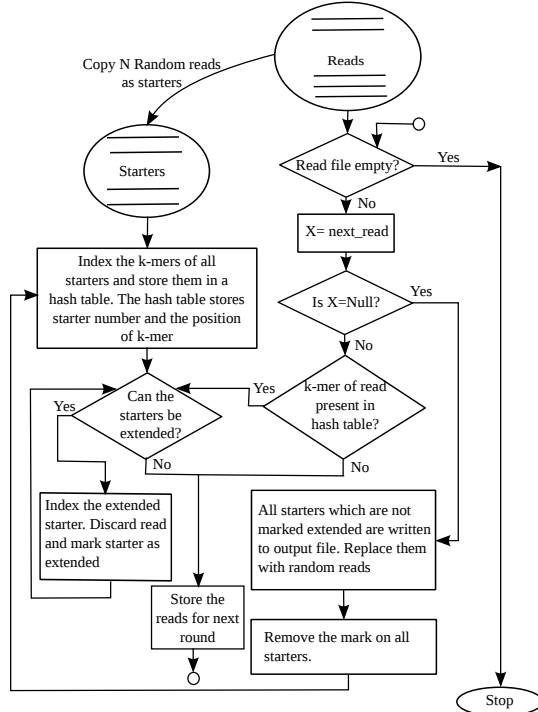 Copy N Random reads
as starters
Reads
Starters
Read file empty?
Yes
No
X= next_read
Index the k-mers of all
starters and store them in a
hash table. The hash table stores
starter number and the position
of k-mer
Is X=Null?
Yes
No
Can the
starters be
extended?
Yes
No
k-mer of read
present in
hash table?
Yes
No
Index the extended
starter. Discard read
and mark starter as
extended
All starters which are not
marked extended are written
to output file. Replace them
with random reads
Store the
reads for next
round
Remove the mark on all
starters.
Stop